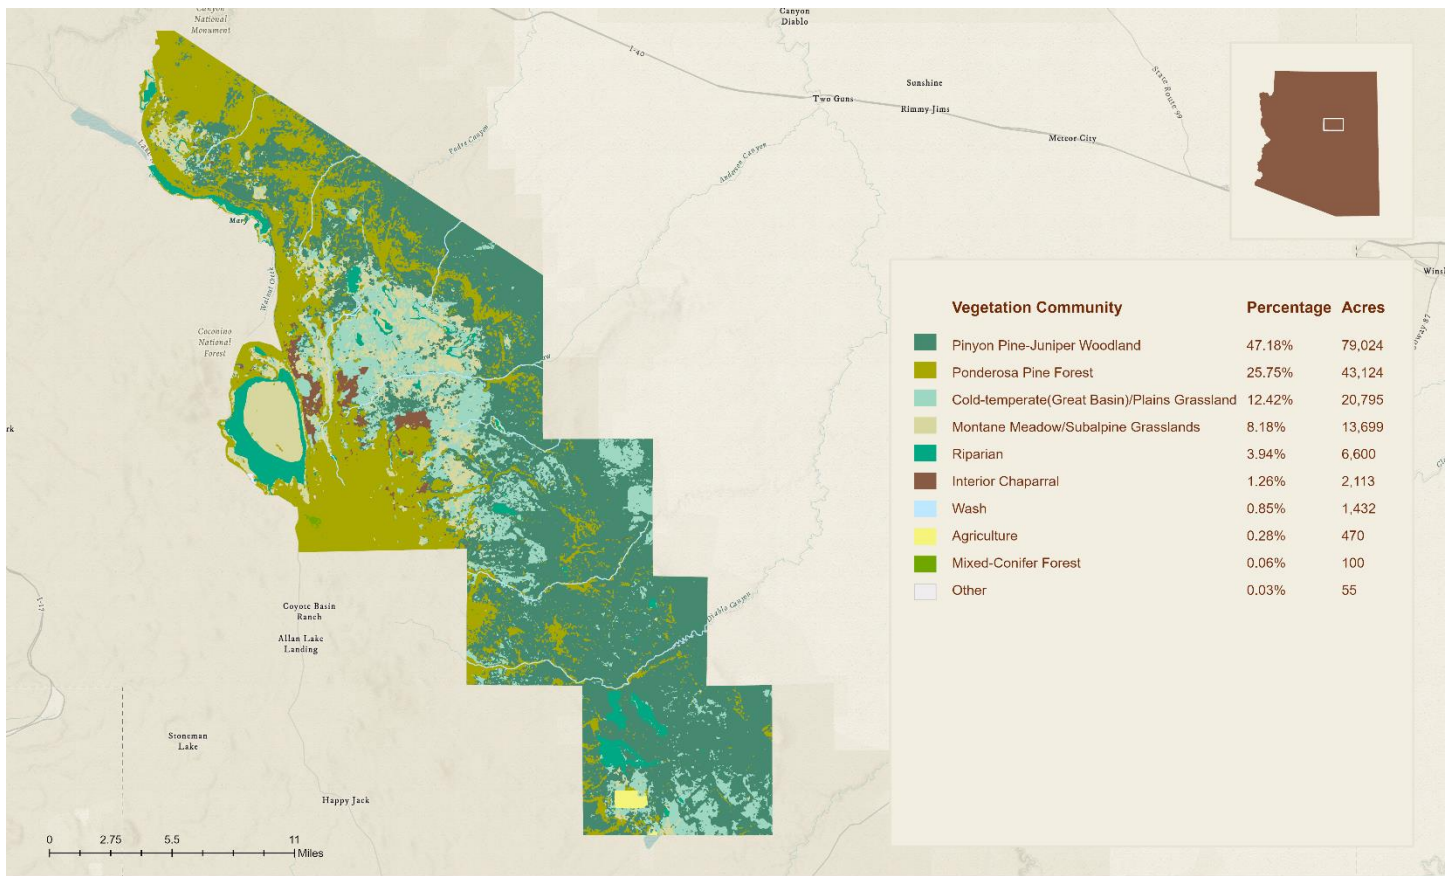 Canyon
National
Monument
Canyon
Diablo
I-40
State Route 99
Sunshine
Two Guns
Rimmy Jims
Meteor City
Padre Canyon
Anderson Canyon
Lake
Mary
Walnut Creek
Coconino
National
Forest
Diablo Canyon
I-17
Coyote Basin
Ranch
Allan Lake
Landing
Stoneman
Lake
Happy Jack
0 2.75 5.5 11
Miles
Vegetation Community Percentage Acres
Pinyon Pine-Juniper Woodland 47.18% 79,024
Ponderosa Pine Forest 25.75% 43,124
Cold-temperate(Great Basin)/Plains Grassland 12.42% 20,795
Montane Meadow/Subalpine Grasslands 8.18% 13,699
Riparian 3.94% 6,600
Interior Chaparral 1.26% 2,113
Wash 0.85% 1,432
Agriculture 0.28% 470
Mixed-Conifer Forest 0.06% 100
Other 0.03% 55